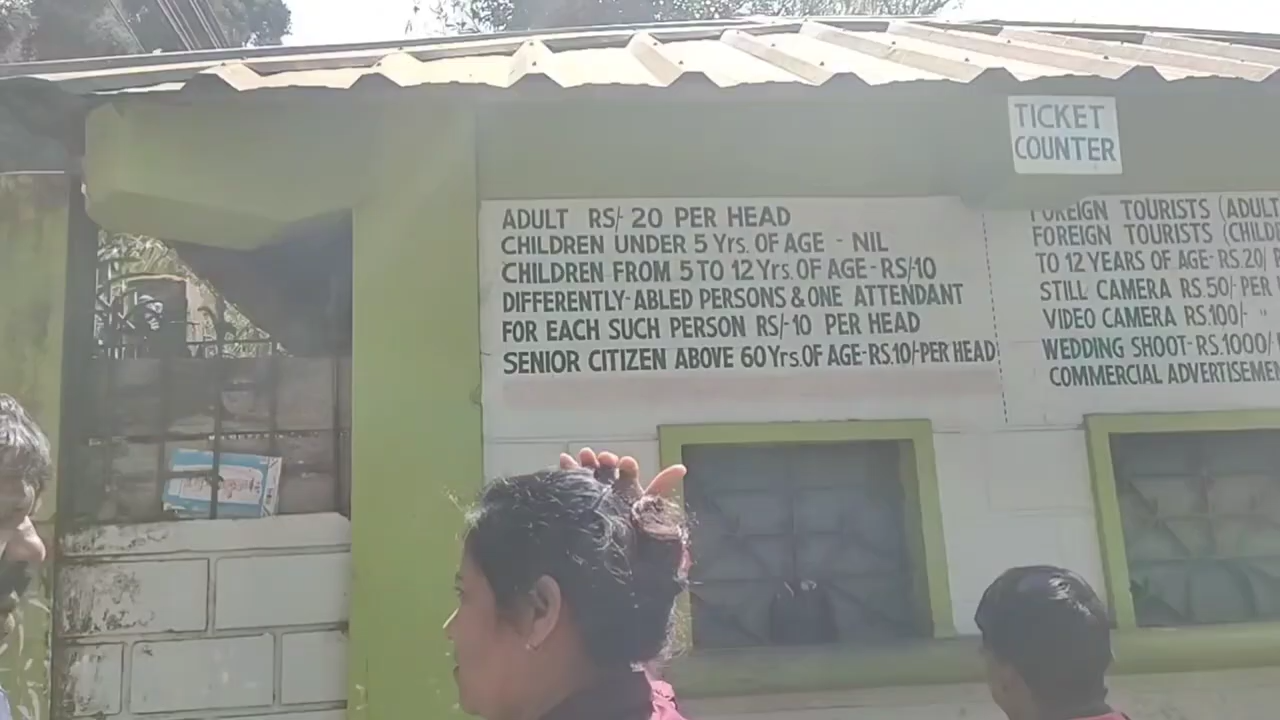 TICKET
COUNTER
ADULT RS/- 20 PER HEAD
CHILDREN UNDER 5 Yrs. OF AGE - NIL
CHILDREN FROM 5 TO 12 Yrs. OF AGE - RS/-10
DIFFERENTLY-ABLED PERSONS & ONE ATTENDANT
FOR EACH SUCH PERSON RS/- 10 PER HEAD
SENIOR CITIZEN ABOVE 60 Yrs. OF AGE-RS.10/-PER HEAD
FOREIGN TOURISTS (ADULT
FOREIGN TOURISTS (CHILD
TO 12 YEARS OF AGE- RS.20/-
STILL CAMERA RS.50/- PER
VIDEO CAMERA RS.100/- "
WEDDING SHOOT-RS.1000/-
COMMERCIAL ADVERTISEMEN